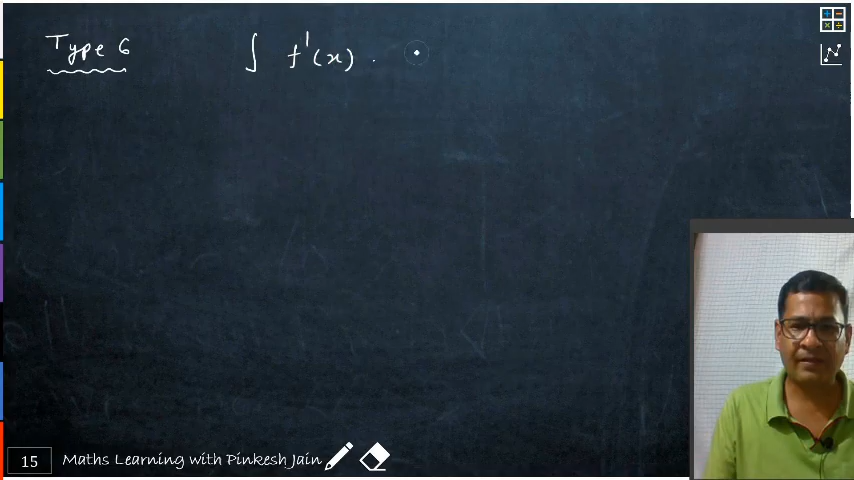 Type 6 ∫ f'(x) .
15 Maths Learning with Pinkesh Jain